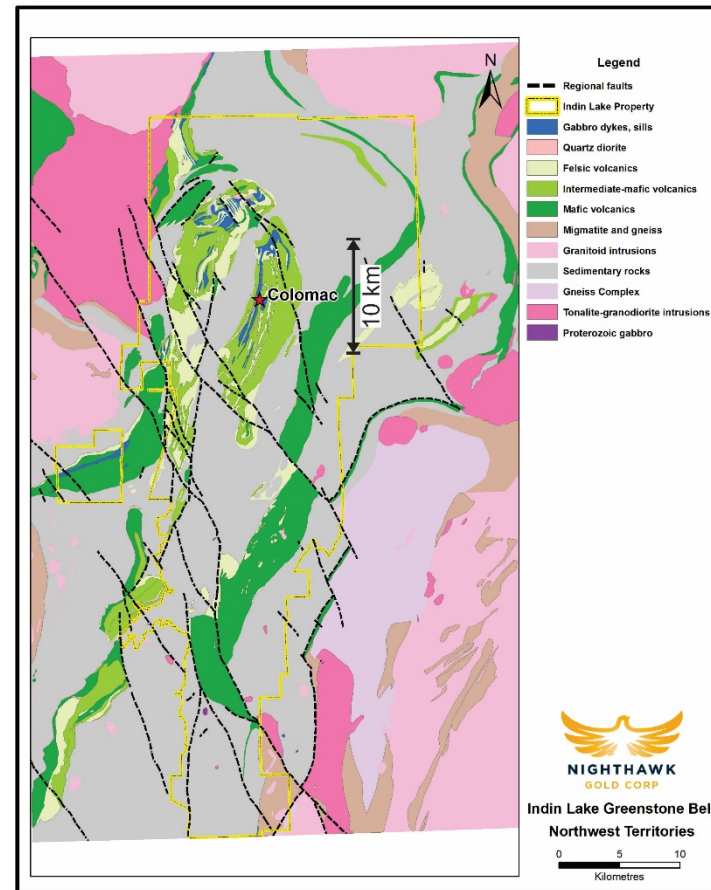 Legend
Regional faults
Indin Lake Property
Gabbro dykes, sills
Quartz diorite
Felsic volcanics
Intermediate-mafic volcanics
Mafic volcanics
Migmatite and gneiss
Granitoid intrusions
Sedimentary rocks
Gneiss Complex
Tonalite-granodiorite intrusions
Proterozoic gabbro
N
Colomac
10 km
NIGHTHAWK
GOLD CORP
Indin Lake Greenstone Bel
Northwest Territories
0 5 10
Kilometres